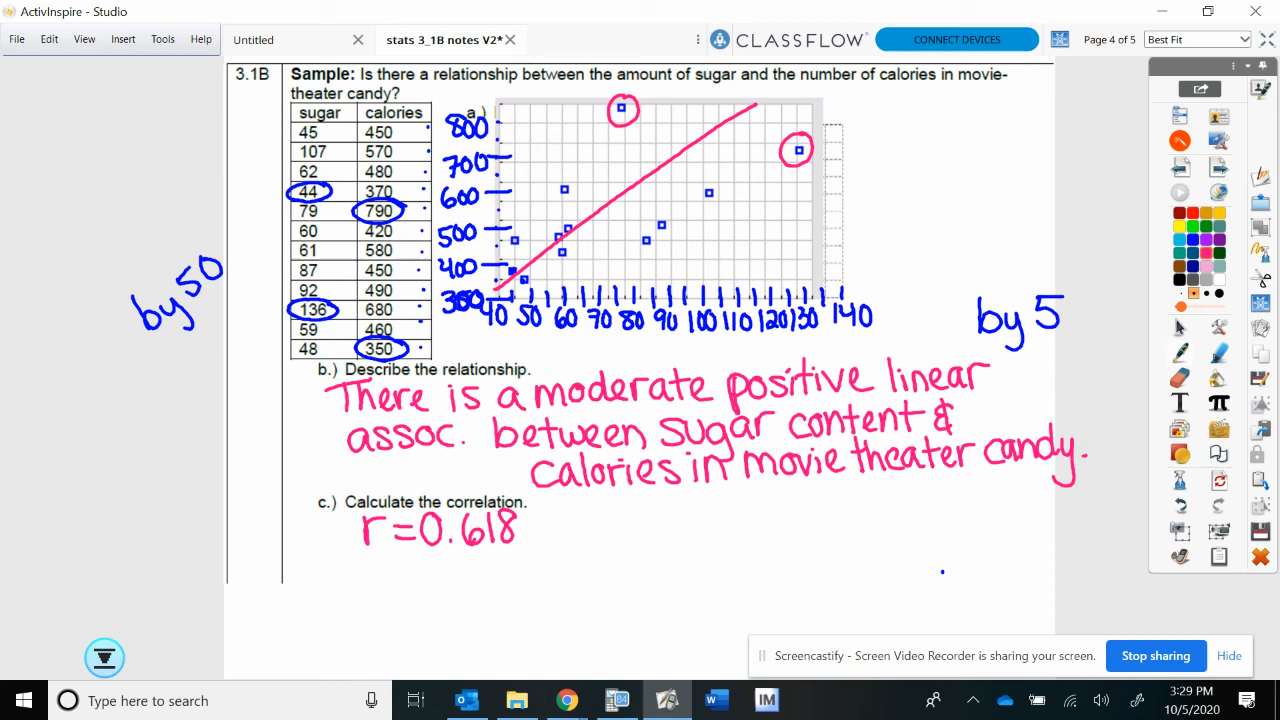 ActivInspire - Studio
File Edit View Insert Tools Help
Untitled
stats 3_1B notes V2*
CLASSFLOW
CONNECT DEVICES
Page 4 of 5
Best Fit
3.1B
Sample: Is there a relationship between the amount of sugar and the number of calories in movie-
theater candy?
sugar calories
45 450
107 570
62 480
44 370
79 790
60 420
61 580
87 450
92 490
136 680
59 460
48 350
a.)
800
700
600
500
400
350
40 50 60 70 80 90 100 110 120 130 140
by 50
by 5
b.) Describe the relationship.
There is a moderate positive linear
assoc. between sugar content &
calories in movie theater candy.
c.) Calculate the correlation.
r = 0.618
Screencastify - Screen Video Recorder is sharing your screen.
Stop sharing
Hide
Type here to search
IM
3:29 PM
10/5/2020